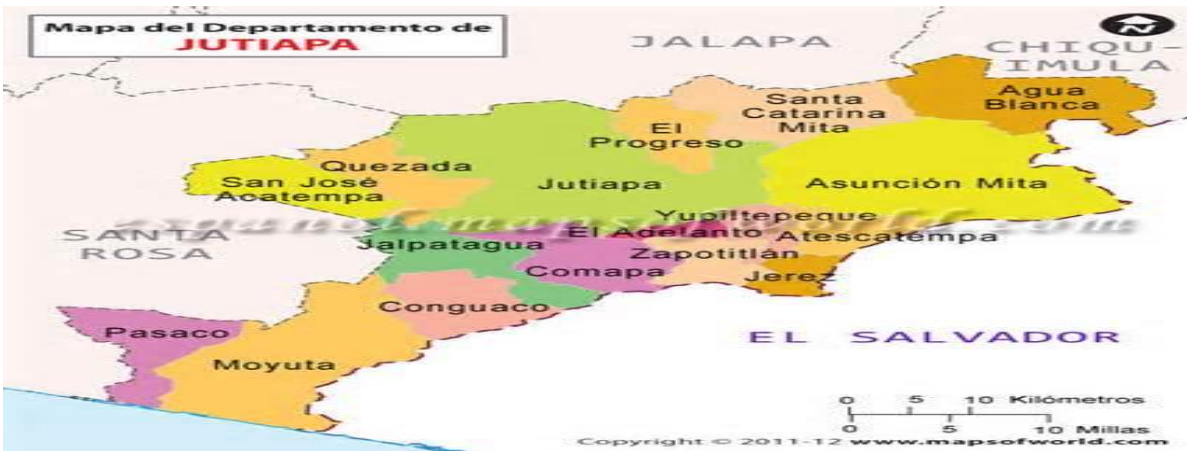 Mapa del Departamento de
JUTIAPA
N
JALAPA
CHIQU-
IMULA
Agua
Blanca
Santa
Catarina
Mita
El
Progreso
Quezada
San José
Acatempa
Jutiapa
Asunción Mita
Yupiltepeque
El Adelanto
Atescatempa
SANTA
ROSA
Jalpatagua
Zapotitlán
Comapa
Jerez
Conguaco
Pasaco
Moyuta
EL SALVADOR
0 5 10 Kilómetros
0 5 10 Millas
Copyright © 2011-12 www.mapsofworld.com